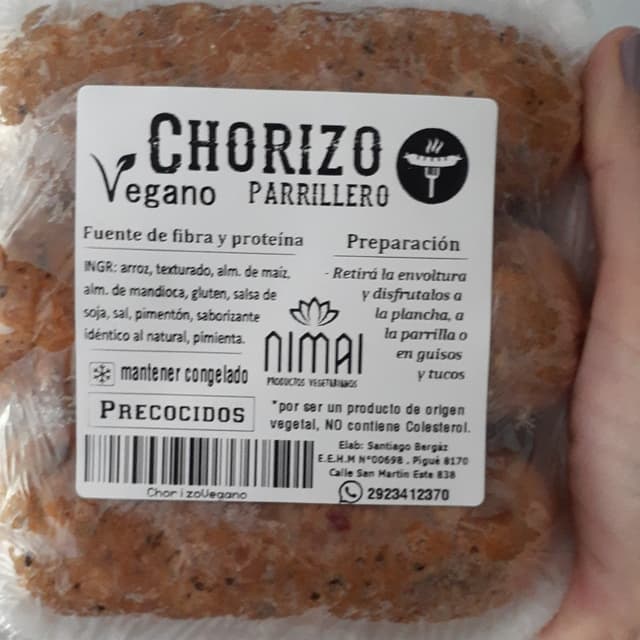 CHORIZO
Vegano PARRILLERO
Fuente de fibra y proteína
INGR: arroz, texturado, alm. de maíz,
alm. de mandioca, gluten, salsa de
soja, sal, pimentón, saborizante
idéntico al natural, pimienta.
mantener congelado
PRECOCIDOS
Preparación
- Retirá la envoltura
y disfrutalos a
la plancha, a
la parrilla o
en guisos
y tucos
NIMAI
PRODUCTOS VEGETARIANOS
*por ser un producto de origen
vegetal, NO contiene Colesterol.
Elab: Santiago Bergáz
E.E.H.M N°00698 . Pigüé 8170
Calle San Martin Este 838
2923412370
ChorizoVegano